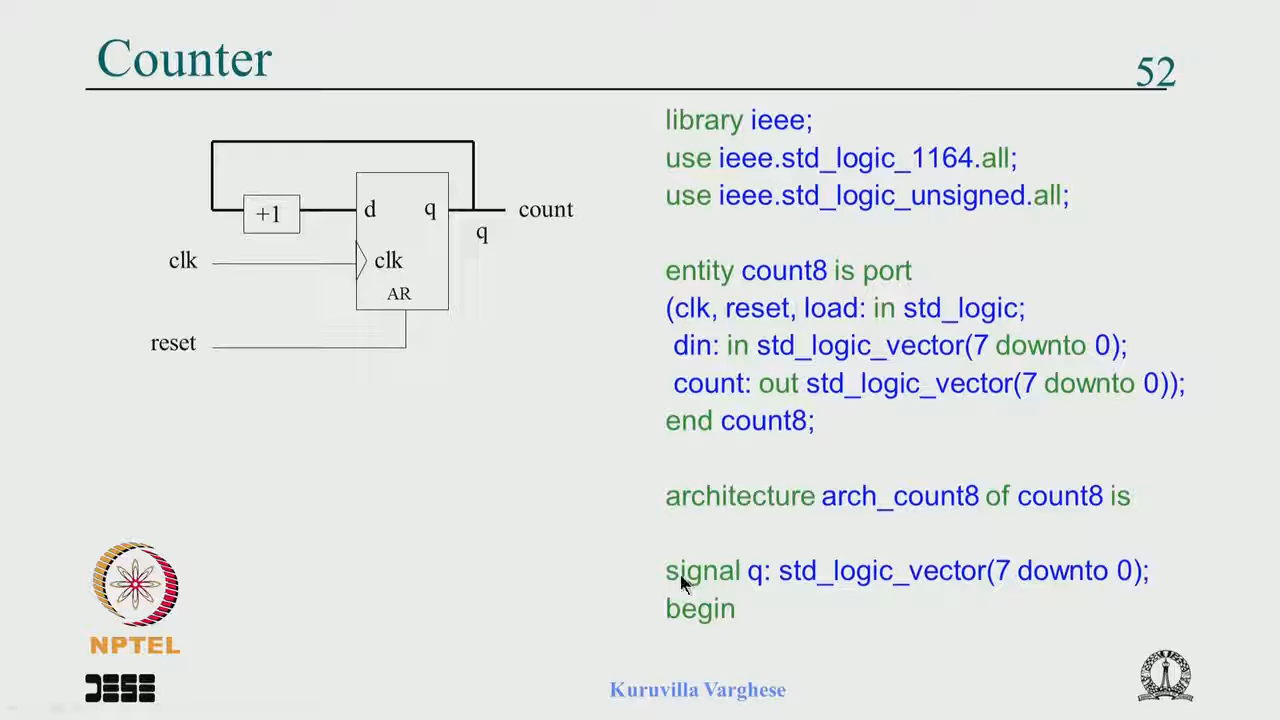 Counter
52
+1
d
q
count
q
clk
clk
AR
reset
library ieee;
use ieee.std_logic_1164.all;
use ieee.std_logic_unsigned.all;
entity count8 is port
(clk, reset, load: in std_logic;
din: in std_logic_vector(7 downto 0);
count: out std_logic_vector(7 downto 0));
end count8;
architecture arch_count8 of count8 is
signal q: std_logic_vector(7 downto 0);
begin
NPTEL
DESE
Kuruvilla Varghese